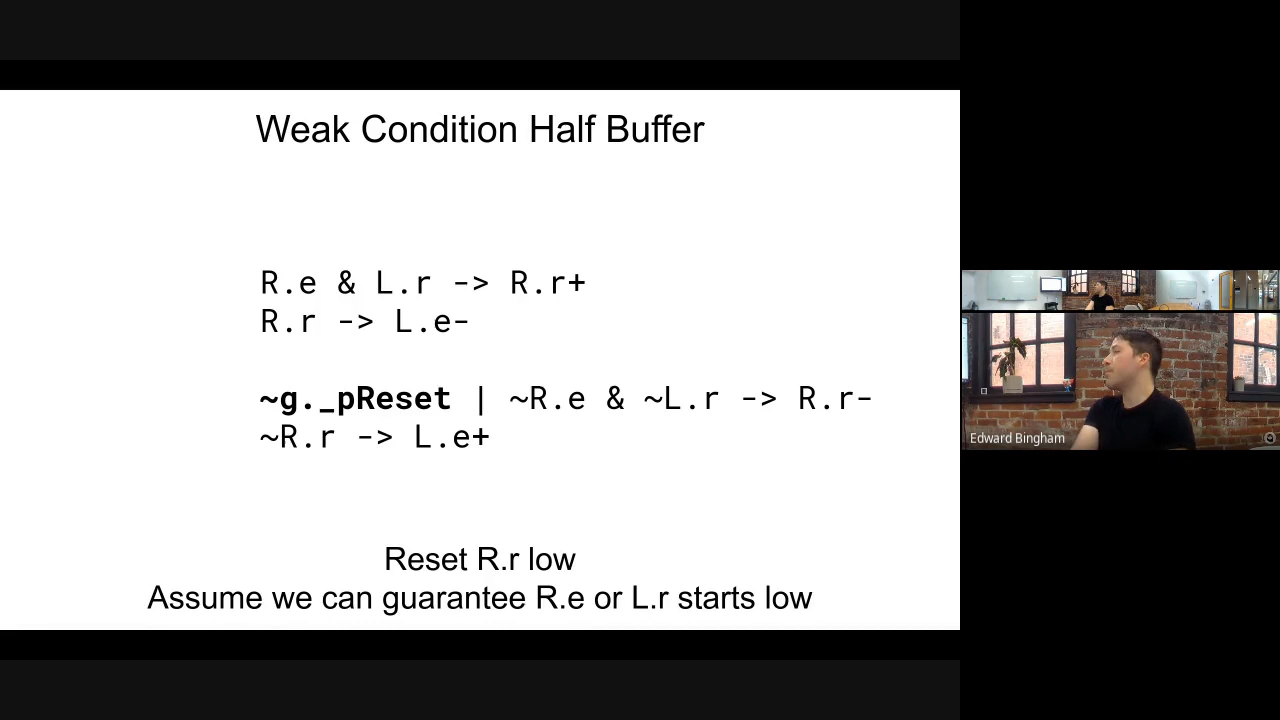 Weak Condition Half Buffer
R.e & L.r -> R.r+
R.r -> L.e-
~g._pReset | ~R.e & ~L.r -> R.r-
~R.r -> L.e+
Reset R.r low
Assume we can guarantee R.e or L.r starts low
Edward Bingham